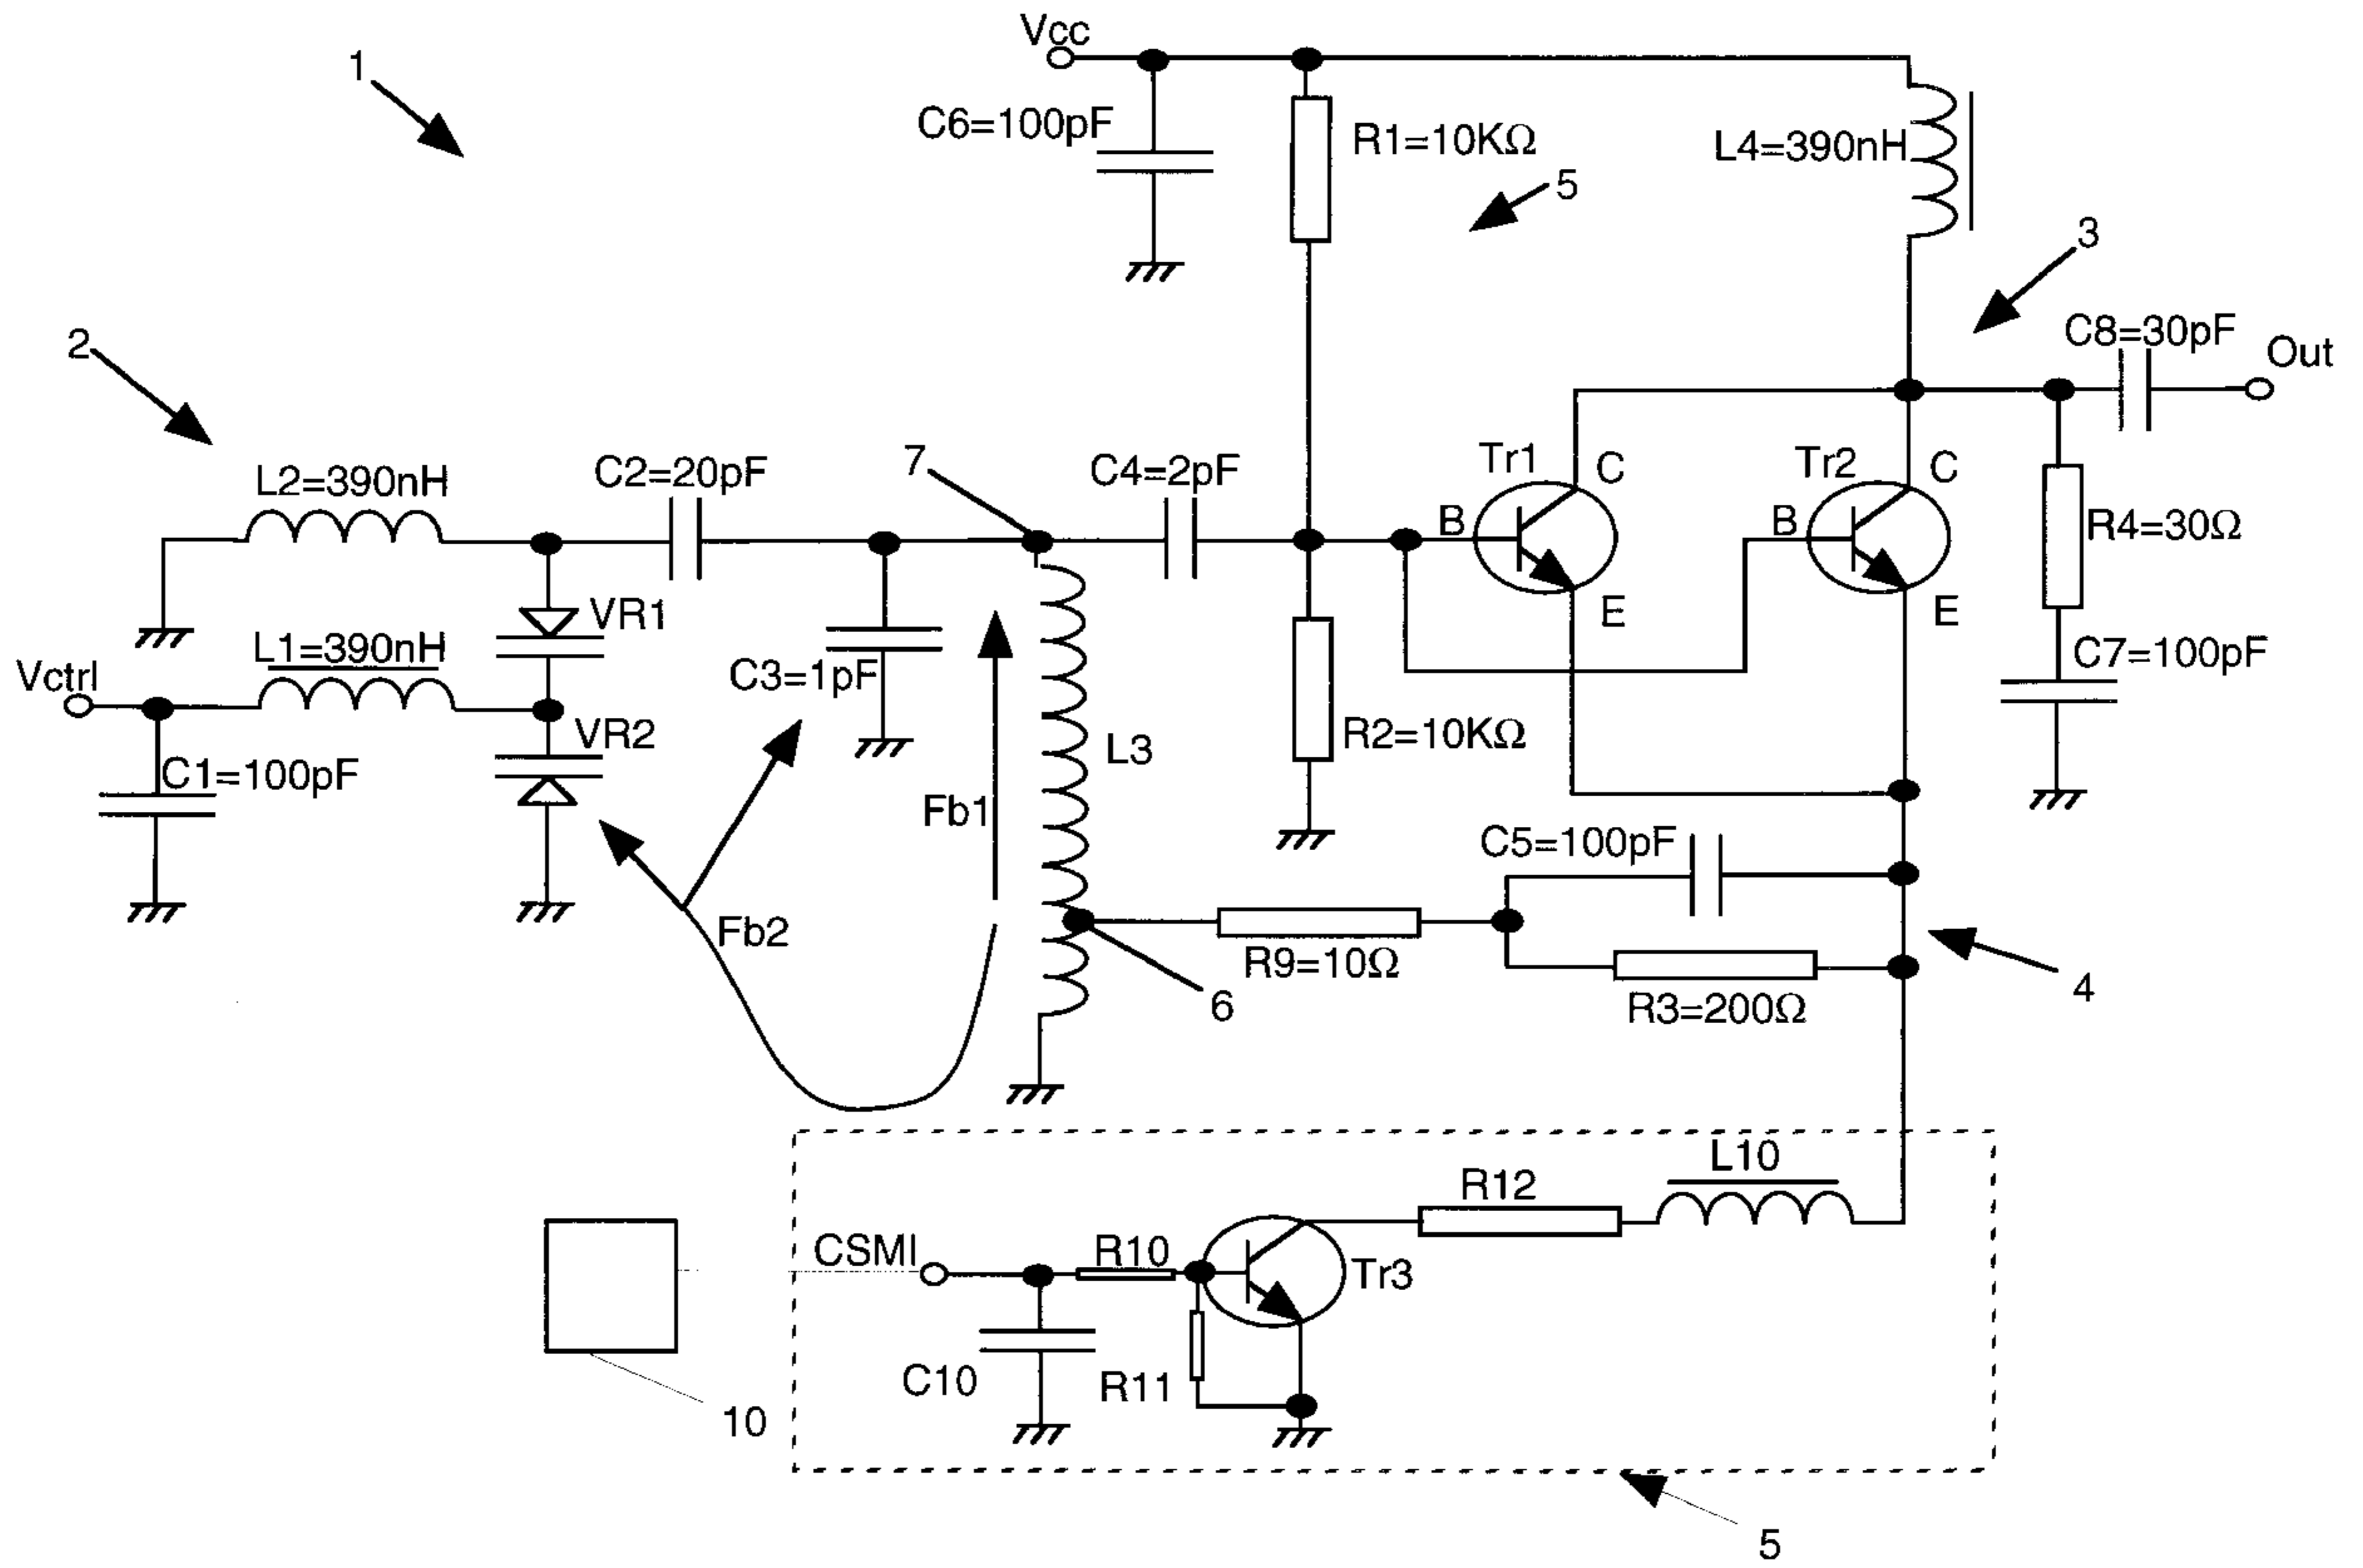 Vcc
1
C6=100pF
R1=10KΩ
L4=390nH
5
3
C8=30pF
Out
2
L2=390nH
C2=20pF
7
C4=2pF
Tr1
C
Tr2
C
B
B
R4=30Ω
VR1
E
E
L1=390nH
C3=1pF
C7=100pF
Vctrl
VR2
R2=10KΩ
L3
C1=100pF
Fb1
C5=100pF
Fb2
R9=10Ω
6
R3=200Ω
4
L10
R12
CSMI
R10
Tr3
C10
R11
10
5